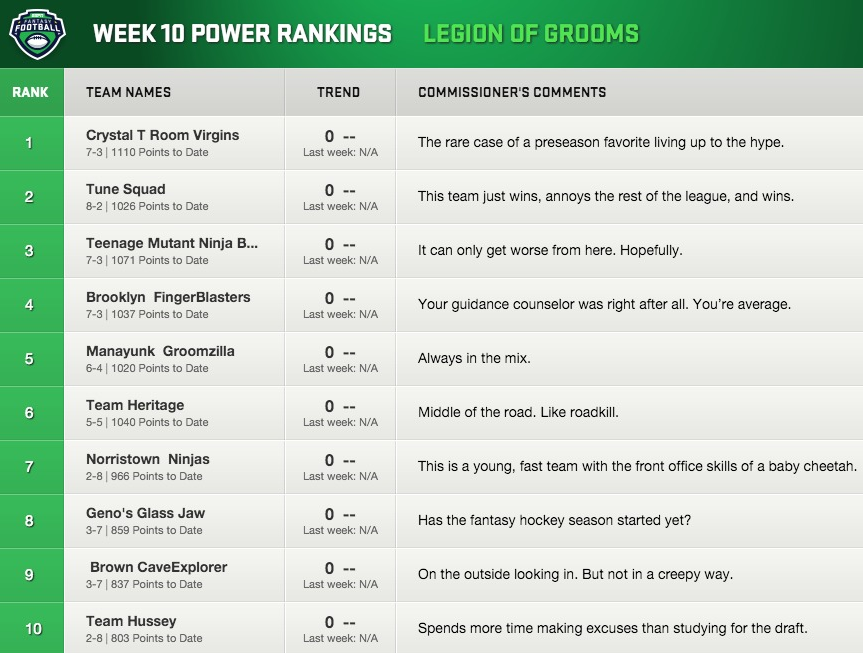 ESPN
FANTASY
FOOTBALL
WEEK 10 POWER RANKINGS LEGION OF GROOMS
RANK TEAM NAMES TREND COMMISSIONER'S COMMENTS
1 Crystal T Room Virgins 0 -- The rare case of a preseason favorite living up to the hype.
7-3 | 1110 Points to Date Last week: N/A
2 Tune Squad 0 -- This team just wins, annoys the rest of the league, and wins.
8-2 | 1026 Points to Date Last week: N/A
3 Teenage Mutant Ninja B... 0 -- It can only get worse from here. Hopefully.
7-3 | 1071 Points to Date Last week: N/A
4 Brooklyn FingerBlasters 0 -- Your guidance counselor was right after all. You’re average.
7-3 | 1037 Points to Date Last week: N/A
5 Manayunk Groomzilla 0 -- Always in the mix.
6-4 | 1020 Points to Date Last week: N/A
6 Team Heritage 0 -- Middle of the road. Like roadkill.
5-5 | 1040 Points to Date Last week: N/A
7 Norristown Ninjas 0 -- This is a young, fast team with the front office skills of a baby cheetah.
2-8 | 966 Points to Date Last week: N/A
8 Geno's Glass Jaw 0 -- Has the fantasy hockey season started yet?
3-7 | 859 Points to Date Last week: N/A
9 Brown CaveExplorer 0 -- On the outside looking in. But not in a creepy way.
3-7 | 837 Points to Date Last week: N/A
10 Team Hussey 0 -- Spends more time making excuses than studying for the draft.
2-8 | 803 Points to Date Last week: N/A